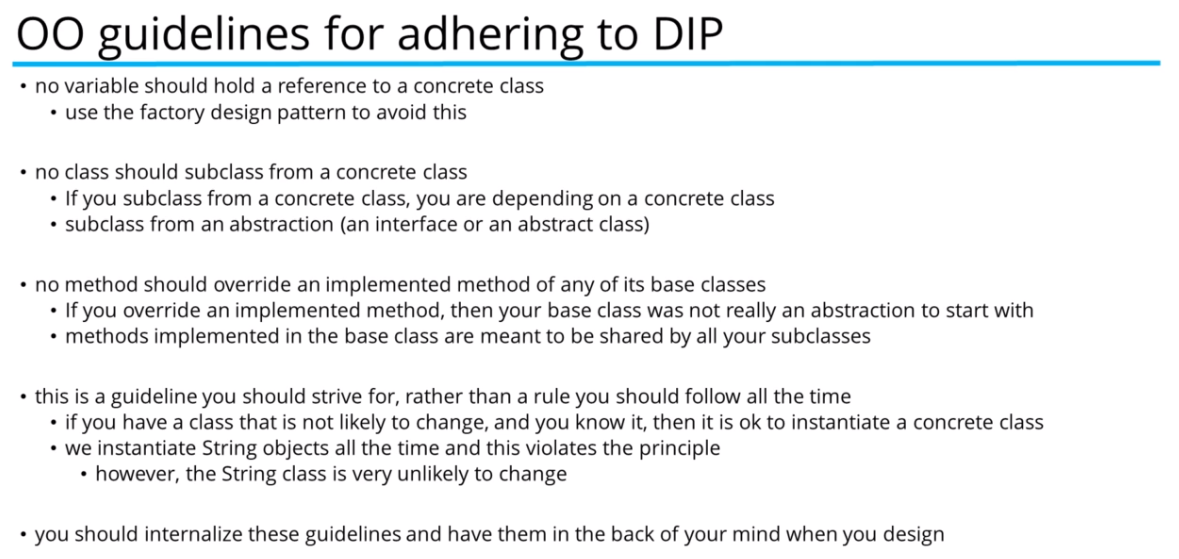 OO guidelines for adhering to DIP
• no variable should hold a reference to a concrete class
• use the factory design pattern to avoid this
• no class should subclass from a concrete class
• If you subclass from a concrete class, you are depending on a concrete class
• subclass from an abstraction (an interface or an abstract class)
• no method should override an implemented method of any of its base classes
• If you override an implemented method, then your base class was not really an abstraction to start with
• methods implemented in the base class are meant to be shared by all your subclasses
• this is a guideline you should strive for, rather than a rule you should follow all the time
• if you have a class that is not likely to change, and you know it, then it is ok to instantiate a concrete class
• we instantiate String objects all the time and this violates the principle
• however, the String class is very unlikely to change
• you should internalize these guidelines and have them in the back of your mind when you design